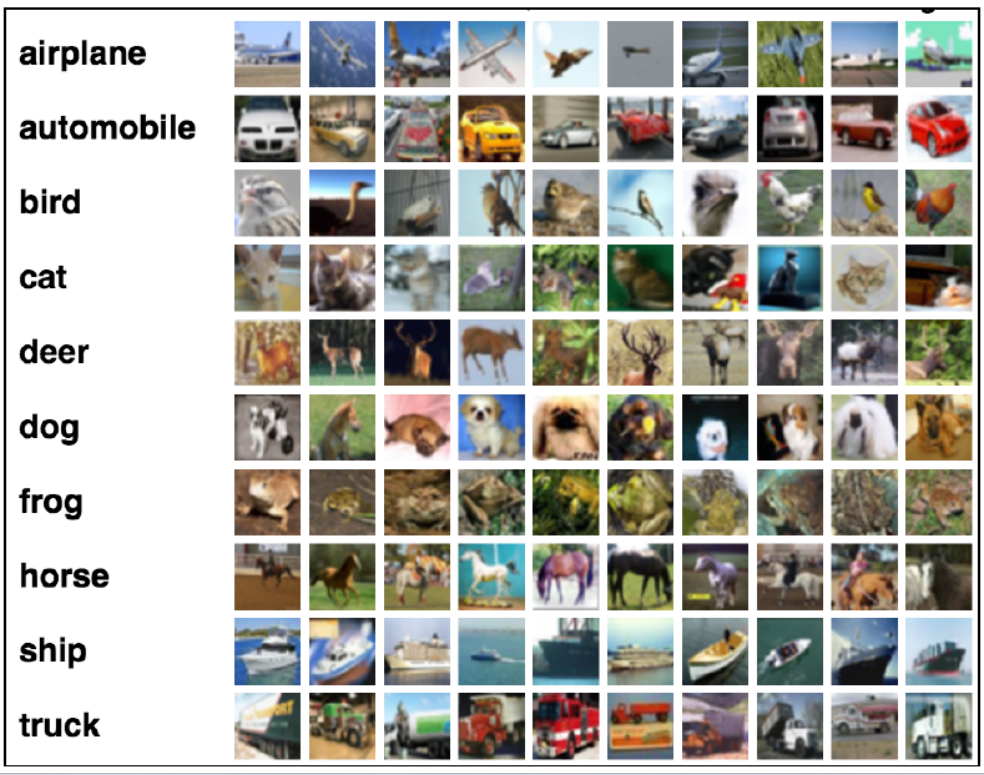 airplane
automobile
bird
cat
deer
dog
frog
horse
ship
truck